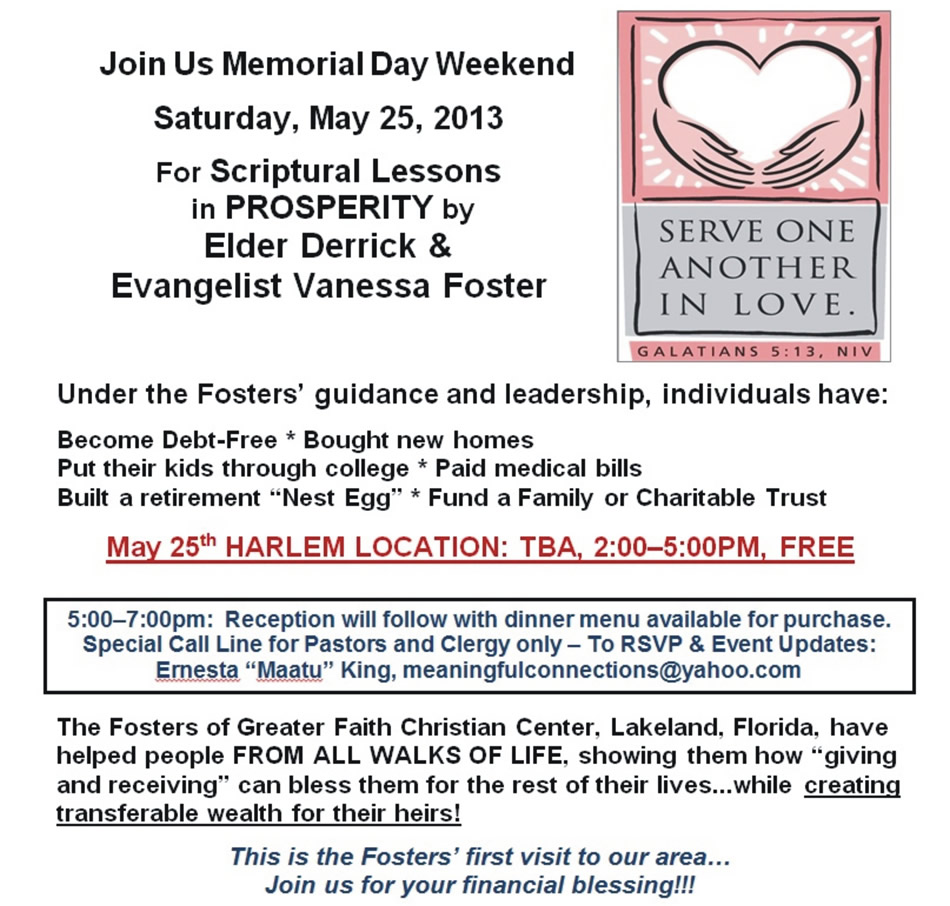 Join Us Memorial Day Weekend
Saturday, May 25, 2013
For Scriptural Lessons
in PROSPERITY by
Elder Derrick &
Evangelist Vanessa Foster
SERVE ONE
ANOTHER
IN LOVE.
GALATIANS 5:13, NIV
Under the Fosters’ guidance and leadership, individuals have:
Become Debt-Free * Bought new homes
Put their kids through college * Paid medical bills
Built a retirement “Nest Egg” * Fund a Family or Charitable Trust
May 25th HARLEM LOCATION: TBA, 2:00–5:00PM, FREE
5:00–7:00pm:  Reception will follow with dinner menu available for purchase.
Special Call Line for Pastors and Clergy only – To RSVP & Event Updates:
Ernesta “Maatu” King, meaningfulconnections@yahoo.com
The Fosters of Greater Faith Christian Center, Lakeland, Florida, have
helped people FROM ALL WALKS OF LIFE, showing them how “giving
and receiving” can bless them for the rest of their lives...while creating
transferable wealth for their heirs!
This is the Fosters’ first visit to our area…
Join us for your financial blessing!!!